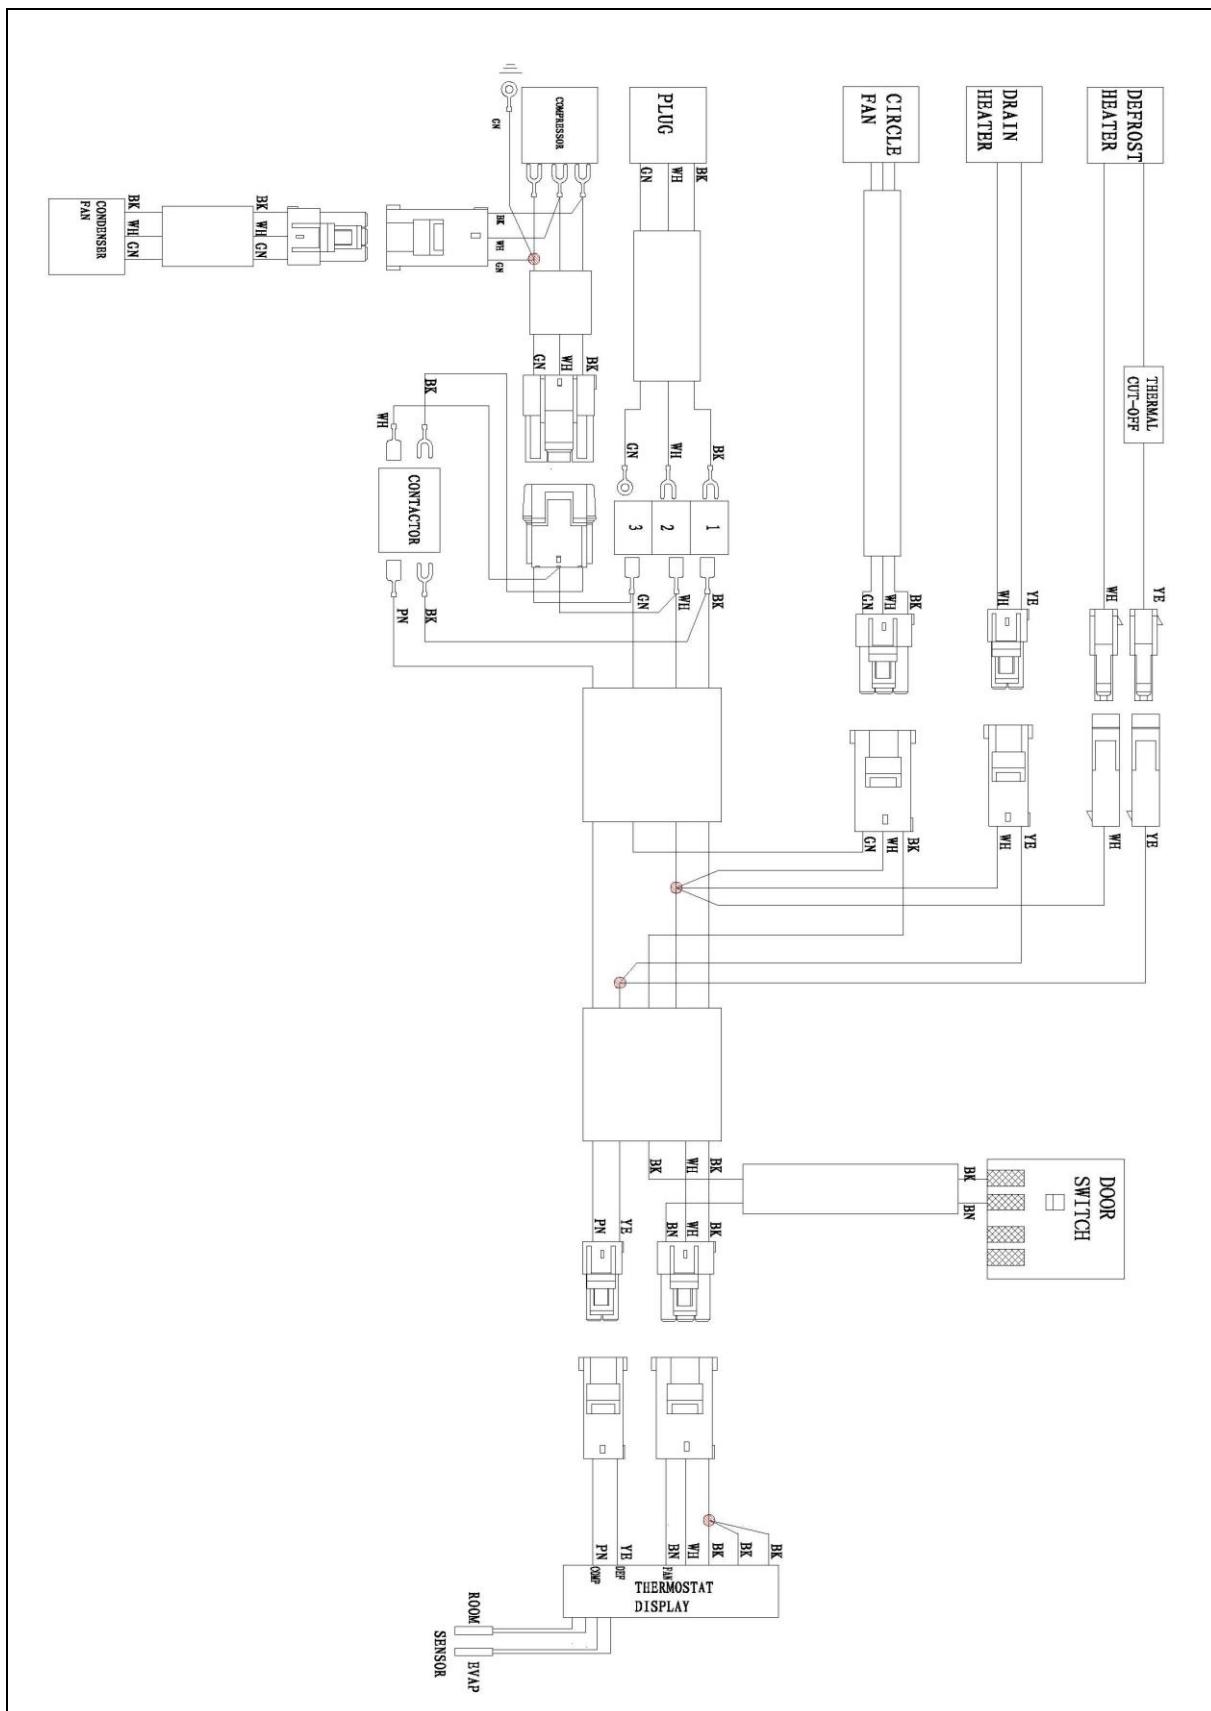 GN
COMPRESSOR
PLUG
CIRCLE
FAN
DRAIN
HEATER
DEFROST
HEATER
GN
WH
BK
CONDENSER
FAN
BK
WH
GN
BK
WH
GN
BK
WH
GN
GN
WH
BK
THERMAL
CUT-OFF
BK
WH
GN
WH
BK
CONTACTOR
3
2
1
PN
BK
GN
WH
BK
GN
WH
BK
WH
YE
WH
YE
GN
WH
BK
WH
YE
WH
YE
BK
WH
BK
BK
BN
DOOR
SWITCH
PN
YE
BN
WH
BK
PN
YE
BN
WH
BK
BK
BK
COMP
DEF
FAN
THERMOSTAT
DISPLAY
ROOM
SENSOR
EVAP